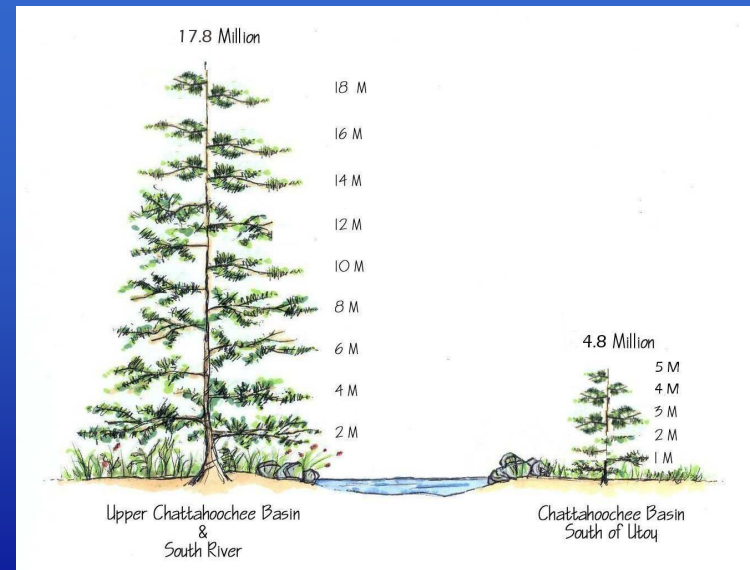 17.8 Million
18 M
16 M
14 M
12 M
10 M
8 M
6 M
4 M
2 M
Upper Chattahoochee Basin
&
South River
4.8 Million
5 M
4 M
3 M
2 M
1 M
Chattahoochee Basin
South of Utoy